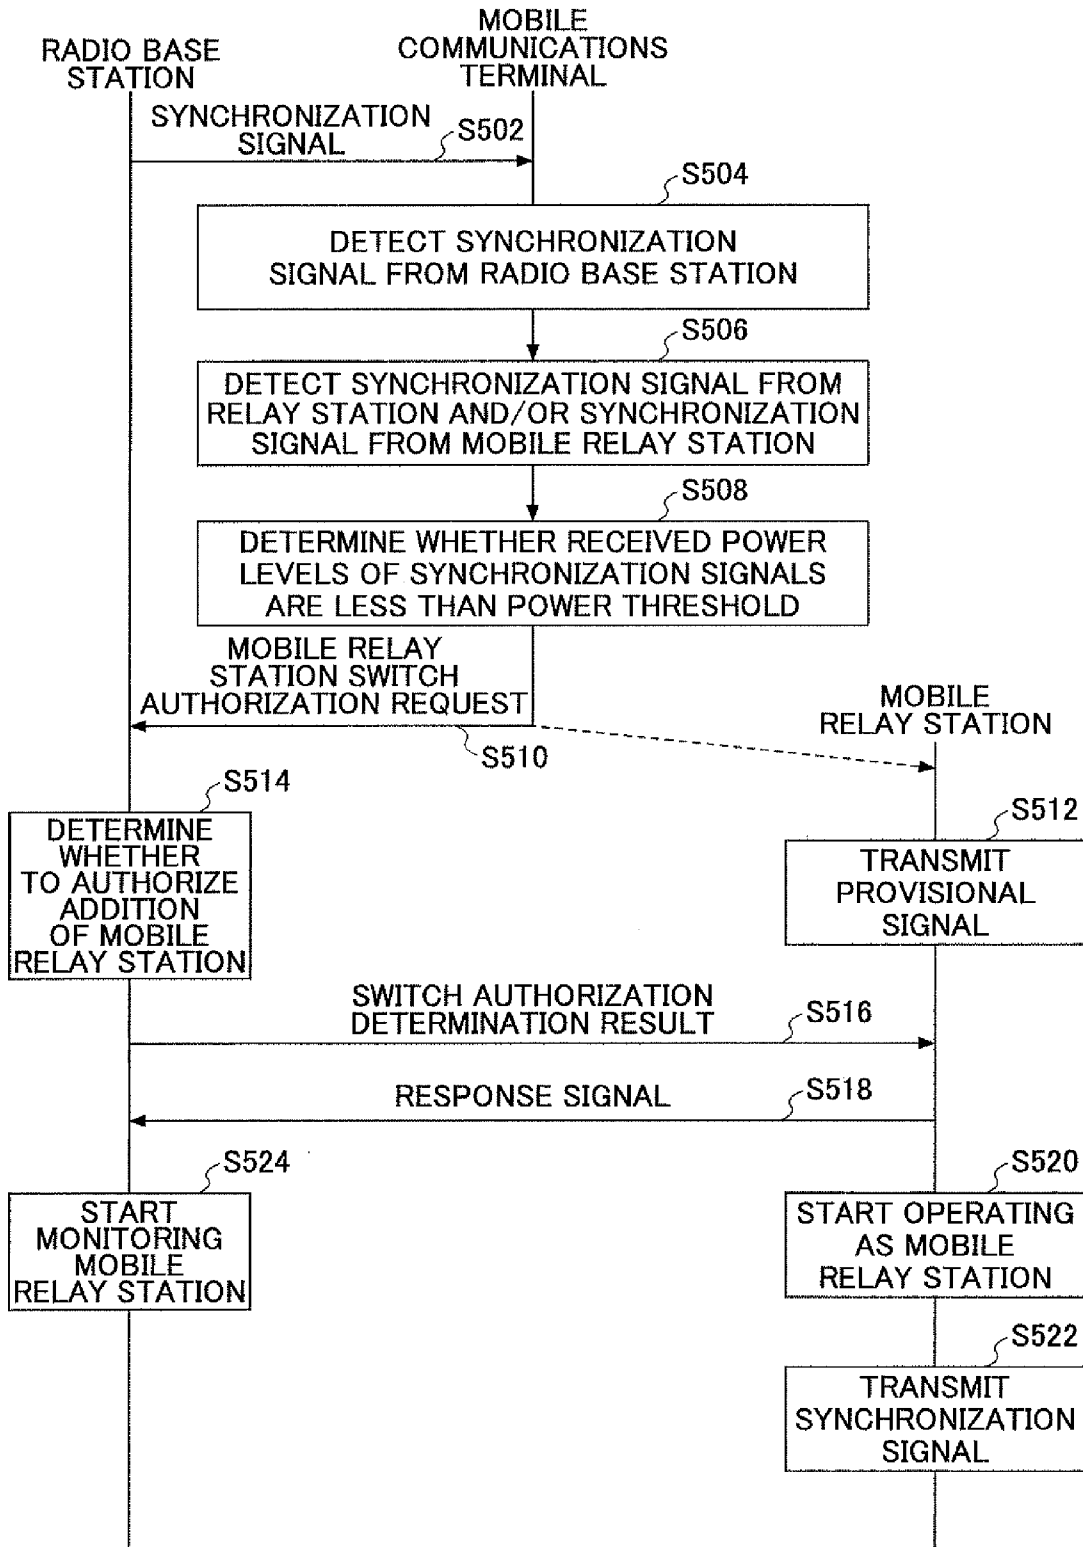 RADIO BASE
STATION
MOBILE
COMMUNICATIONS
TERMINAL
SYNCHRONIZATION
SIGNAL
S502
S504
DETECT SYNCHRONIZATION
SIGNAL FROM RADIO BASE STATION
S506
DETECT SYNCHRONIZATION SIGNAL FROM
RELAY STATION AND/OR SYNCHRONIZATION
SIGNAL FROM MOBILE RELAY STATION
S508
DETERMINE WHETHER RECEIVED POWER
LEVELS OF SYNCHRONIZATION SIGNALS
ARE LESS THAN POWER THRESHOLD
MOBILE RELAY
STATION SWITCH
AUTHORIZATION REQUEST
S510
MOBILE
RELAY STATION
S514
DETERMINE
WHETHER
TO AUTHORIZE
ADDITION
OF MOBILE
RELAY STATION
S512
TRANSMIT
PROVISIONAL
SIGNAL
SWITCH AUTHORIZATION
DETERMINATION RESULT
S516
RESPONSE SIGNAL
S518
S524
START
MONITORING
MOBILE
RELAY STATION
S520
START OPERATING
AS MOBILE
RELAY STATION
S522
TRANSMIT
SYNCHRONIZATION
SIGNAL